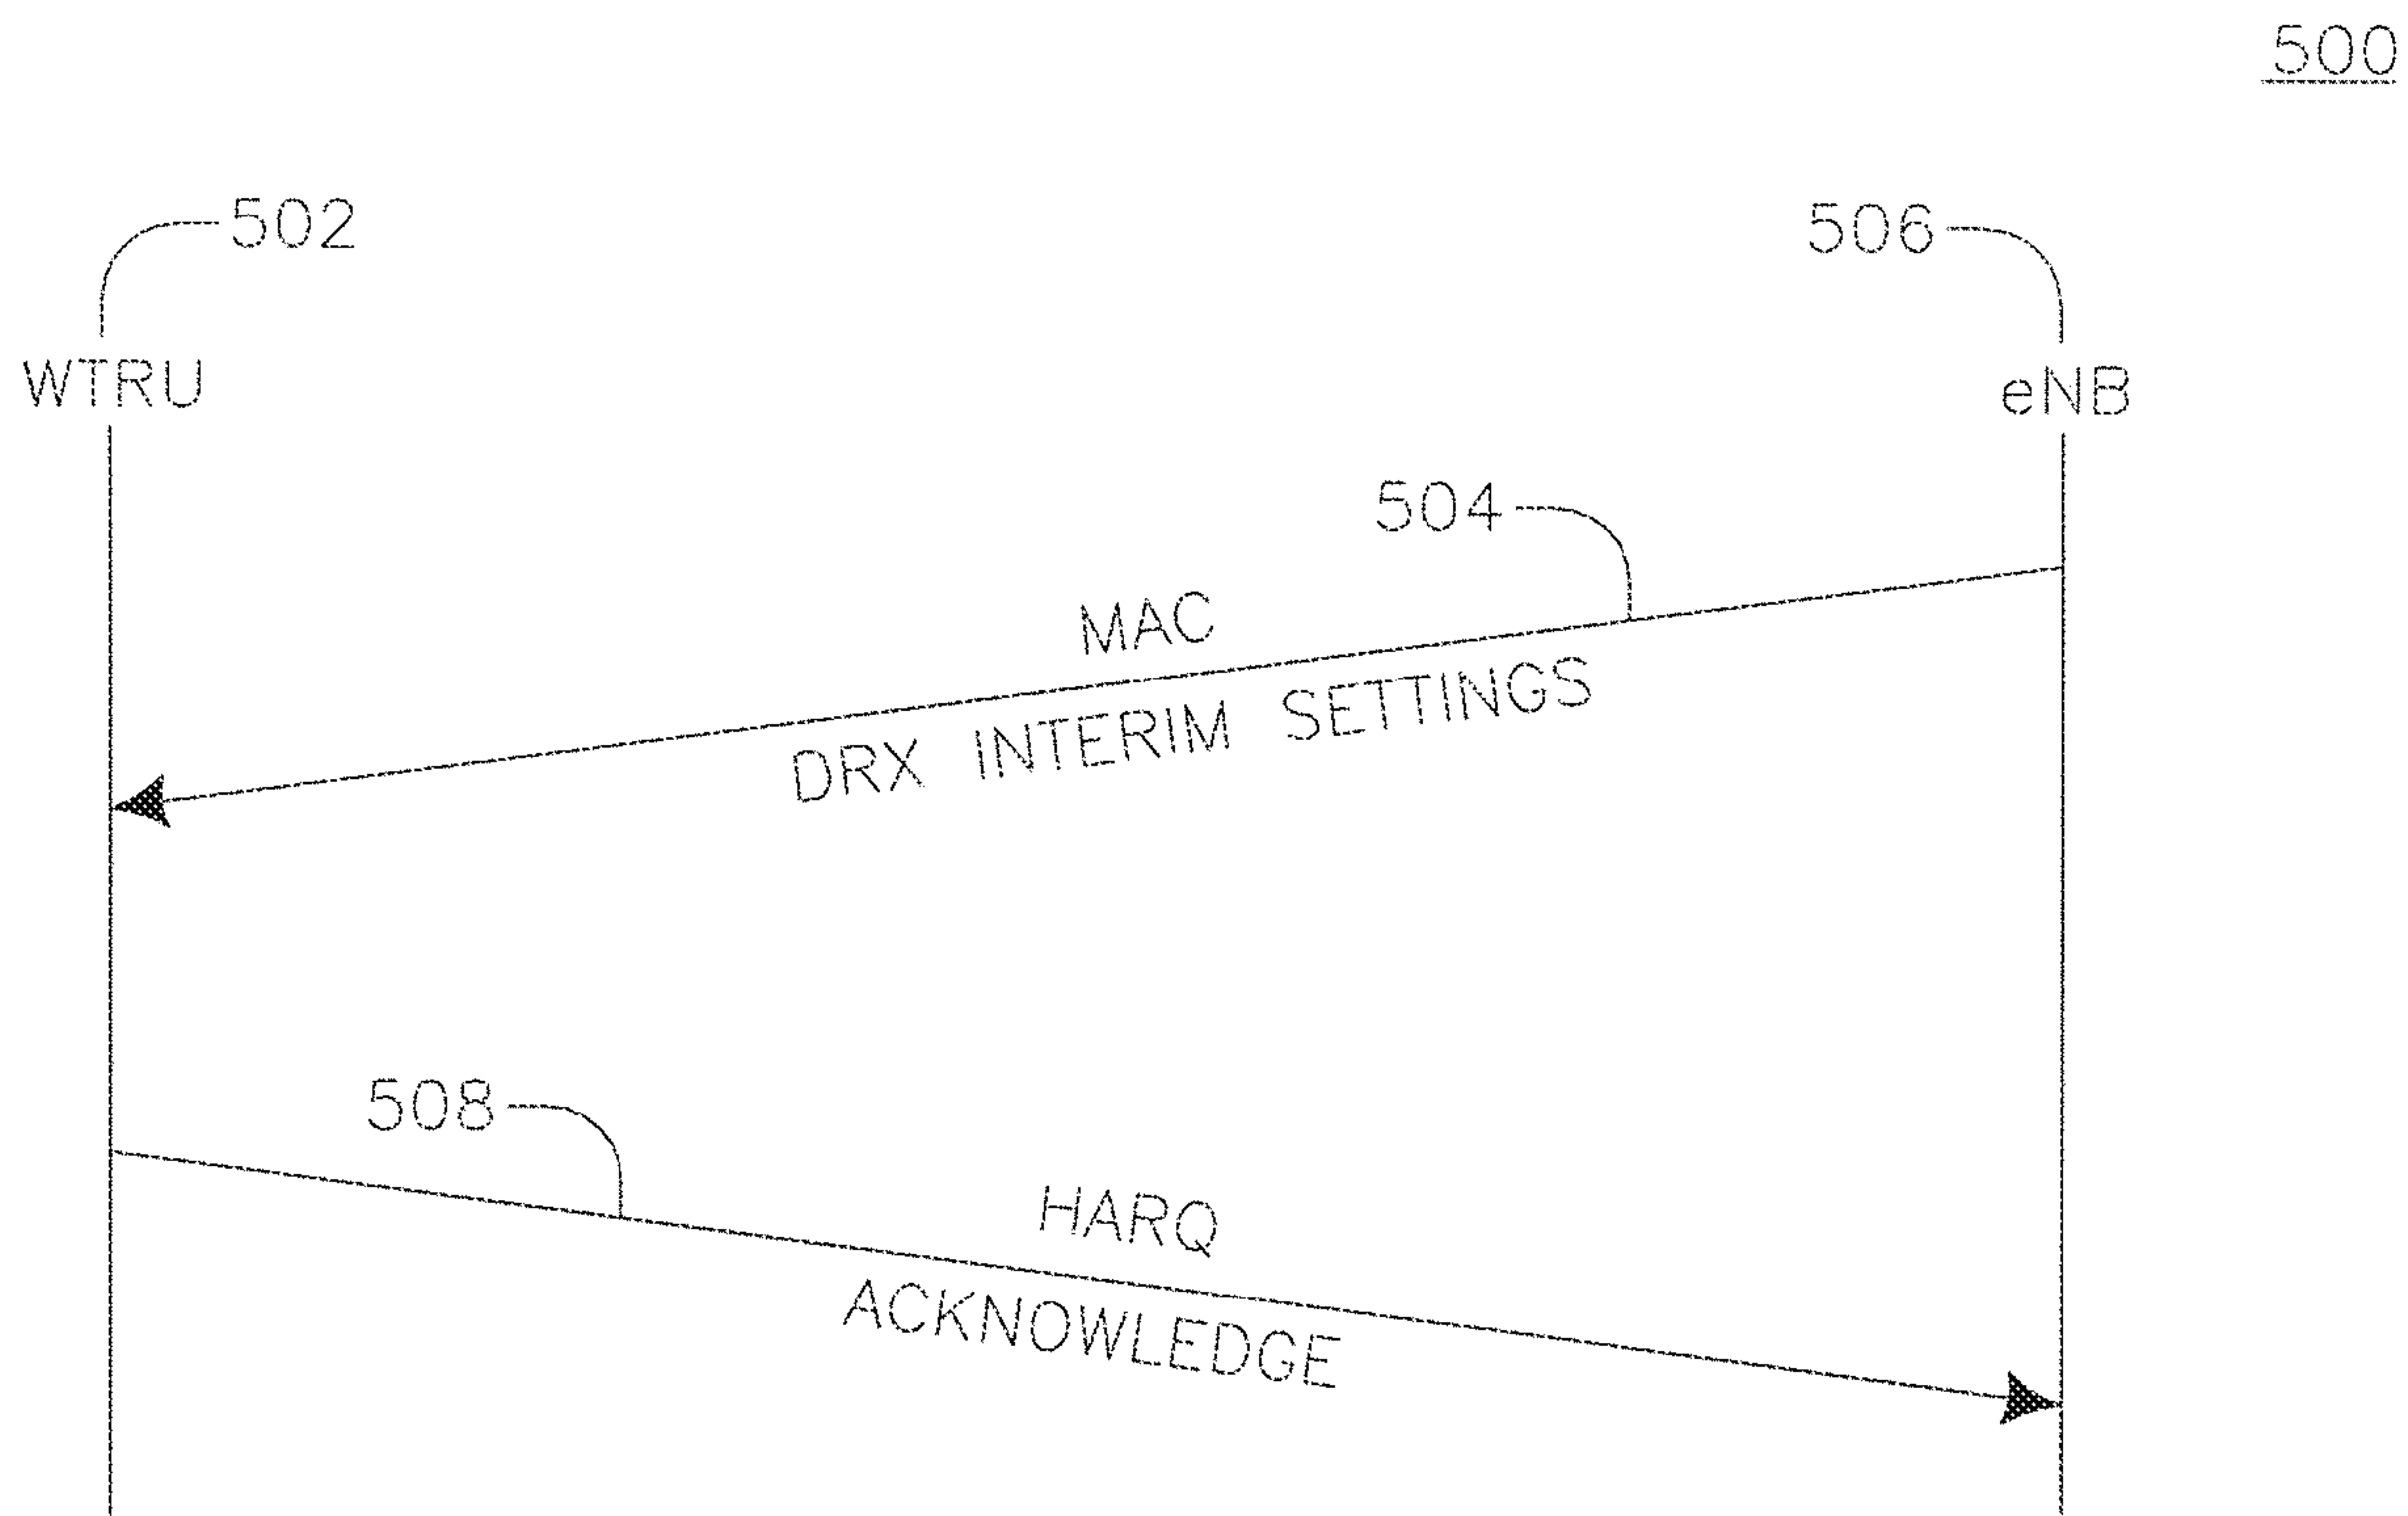 500
502
506
WTRU
eNB
504
MAC
DRX INTERIM SETTINGS
508
HARQ
ACKNOWLEDGE